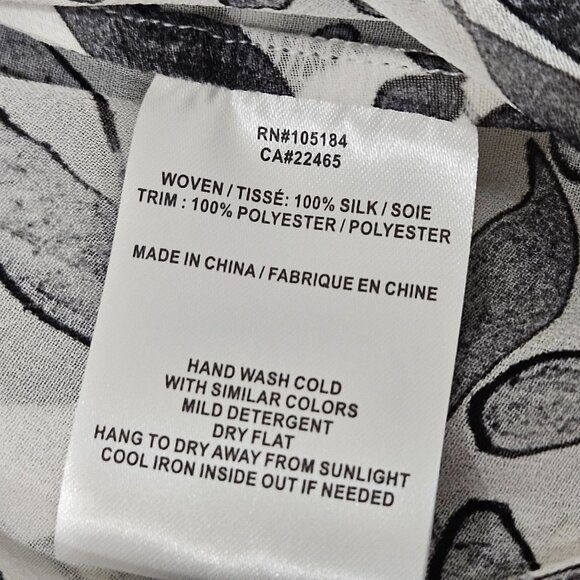 RN#105184
CA#22465
WOVEN / TISSÉ: 100% SILK / SOIE
TRIM : 100% POLYESTER / POLYESTER
MADE IN CHINA / FABRIQUE EN CHINE
HAND WASH COLD
WITH SIMILAR COLORS
MILD DETERGENT
DRY FLAT
HANG TO DRY AWAY FROM SUNLIGHT
COOL IRON INSIDE OUT IF NEEDED